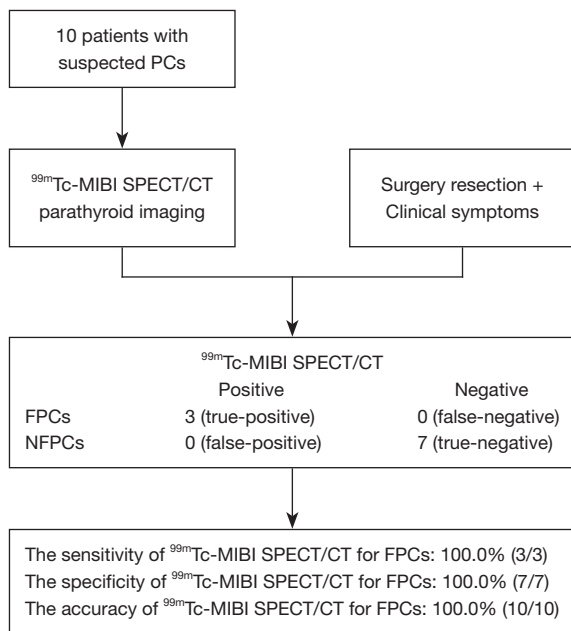 10 patients with
suspected PCs
⁹⁹ᵐTc-MIBI SPECT/CT
parathyroid imaging
Surgery resection +
Clinical symptoms
⁹⁹ᵐTc-MIBI SPECT/CT
Positive Negative
FPCs 3 (true-positive) 0 (false-negative)
NFPCs 0 (false-positive) 7 (true-negative)
The sensitivity of ⁹⁹ᵐTc-MIBI SPECT/CT for FPCs: 100.0% (3/3)
The specificity of ⁹⁹ᵐTc-MIBI SPECT/CT for FPCs: 100.0% (7/7)
The accuracy of ⁹⁹ᵐTc-MIBI SPECT/CT for FPCs: 100.0% (10/10)